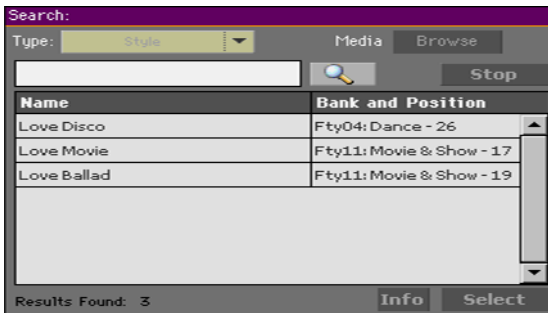 Search:
Type: Style Media Browse
Stop
Name Bank and Position
Love Disco Fty04: Dance - 26
Love Movie Fty11: Movie & Show - 17
Love Ballad Fty11: Movie & Show - 19
Results Found: 3 Info Select